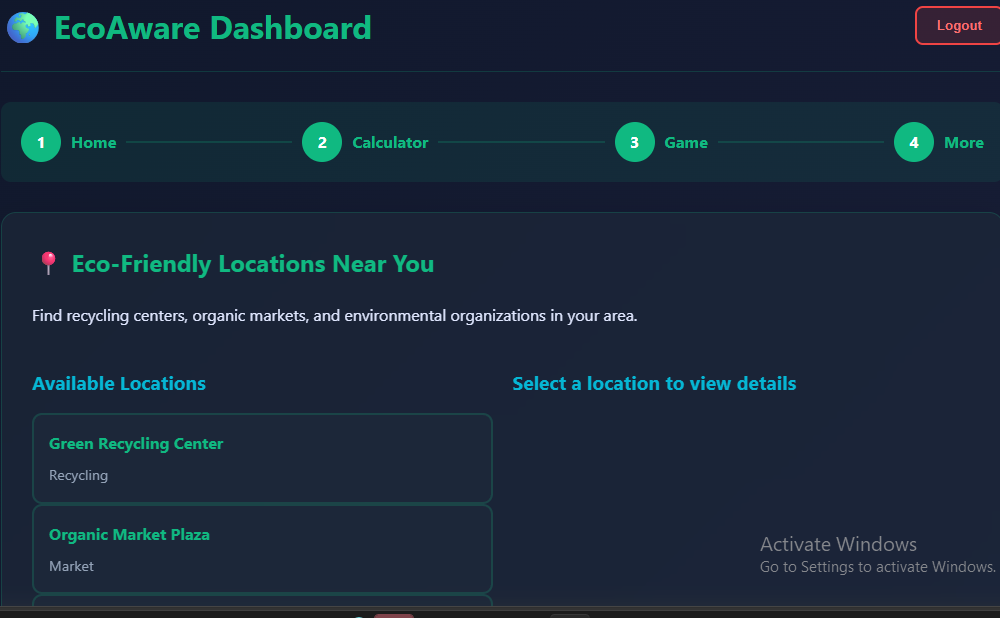 EcoAware Dashboard
Logout
1 Home
2 Calculator
3 Game
4 More
Eco-Friendly Locations Near You
Find recycling centers, organic markets, and environmental organizations in your area.
Available Locations
Select a location to view details
Green Recycling Center
Recycling
Organic Market Plaza
Market
Activate Windows
Go to Settings to activate Windows.